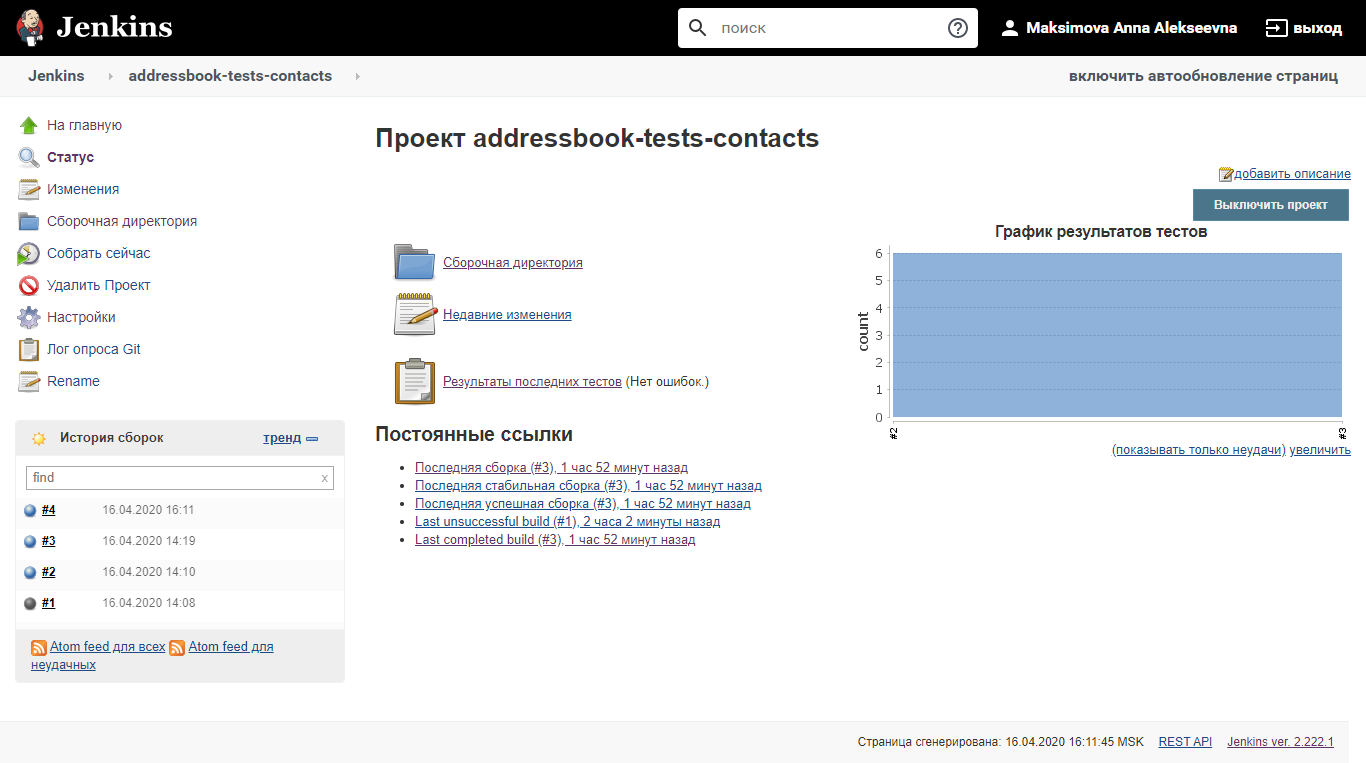 Jenkins
поиск
Maksimova Anna Alekseevna
выход
Jenkins
addressbook-tests-contacts
включить автообновление страниц
На главную
Статус
Изменения
Сборочная директория
Собрать сейчас
Удалить Проект
Настройки
Лог опроса Git
Rename
История сборок
тренд
find
x
#4 16.04.2020 16:11
#3 16.04.2020 14:19
#2 16.04.2020 14:10
#1 16.04.2020 14:08
Atom feed для всех Atom feed для
неудачных
Проект addressbook-tests-contacts
добавить описание
Выключить проект
Сборочная директория
Недавние изменения
Результаты последних тестов (Нет ошибок.)
График результатов тестов
count
6
5
4
3
2
1
0
#2
#3
(показывать только неудачи) увеличить
Постоянные ссылки
Последняя сборка (#3), 1 час 52 минут назад
Последняя стабильная сборка (#3), 1 час 52 минут назад
Последняя успешная сборка (#3), 1 час 52 минут назад
Last unsuccessful build (#1), 2 часа 2 минуты назад
Last completed build (#3), 1 час 52 минут назад
Страница сгенерирована: 16.04.2020 16:11:45 MSK REST API Jenkins ver. 2.222.1